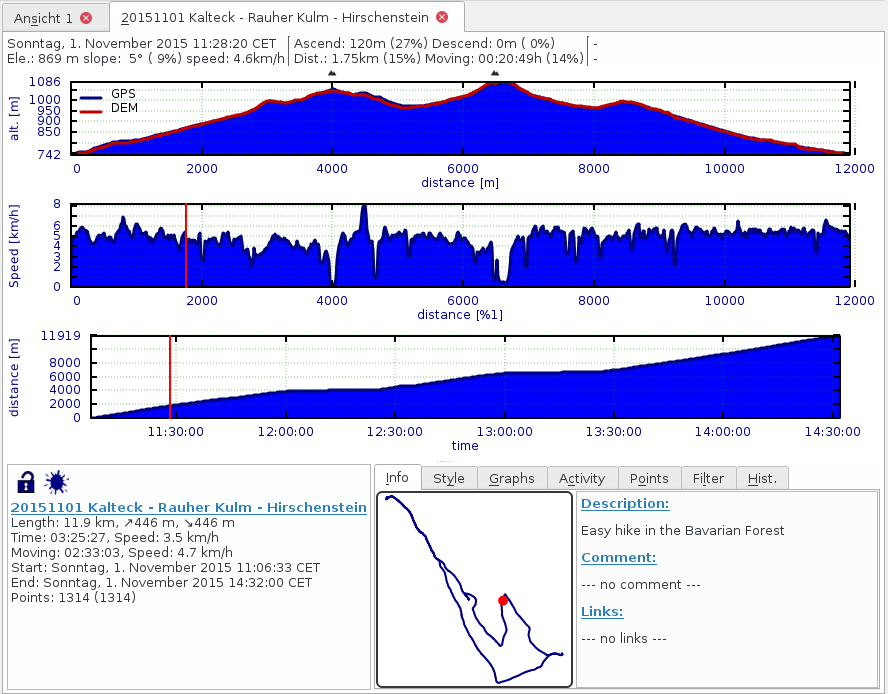 Ansicht 1
20151101 Kalteck - Rauher Kulm - Hirschenstein
Sonntag, 1. November 2015 11:28:20 CET
Ele.: 869 m slope: 5° ( 9%) speed: 4.6km/h
Ascend: 120m (27%) Descend: 0m ( 0%)
Dist.: 1.75km (15%) Moving: 00:20:49h (14%)
-
-
alt. [m]
1086
1000
950
900
850
742
GPS
DEM
0 2000 4000 6000 8000 10000 12000
distance [m]
Speed [km/h]
8
6
5
4
3
2
0
0 2000 4000 6000 8000 10000 12000
distance [%1]
distance [m]
11919
8000
6000
4000
2000
0
11:30:00 12:00:00 12:30:00 13:00:00 13:30:00 14:00:00 14:30:00
time
20151101 Kalteck - Rauher Kulm - Hirschenstein
Length: 11.9 km, ↗446 m, ↘446 m
Time: 03:25:27, Speed: 3.5 km/h
Moving: 02:33:03, Speed: 4.7 km/h
Start: Sonntag, 1. November 2015 11:06:33 CET
End: Sonntag, 1. November 2015 14:32:00 CET
Points: 1314 (1314)
Info Style Graphs Activity Points Filter Hist.
Description:
Easy hike in the Bavarian Forest
Comment:
--- no comment ---
Links:
--- no links ---